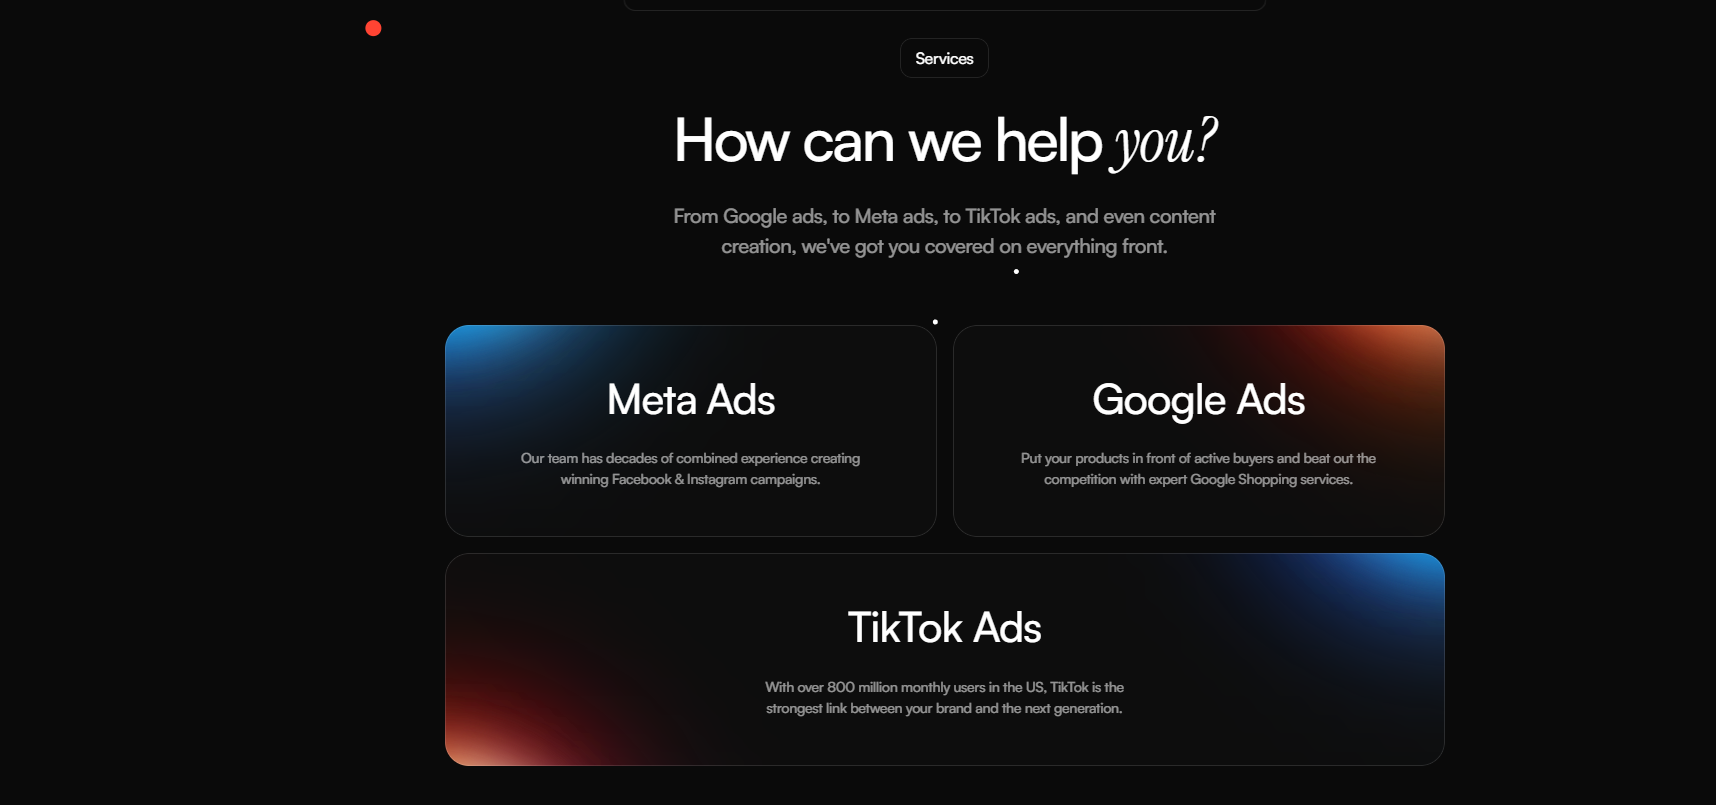 Services
How can we help you?
From Google ads, to Meta ads, to TikTok ads, and even content
creation, we've got you covered on everything front.
Meta Ads
Our team has decades of combined experience creating
winning Facebook & Instagram campaigns.
Google Ads
Put your products in front of active buyers and beat out the
competition with expert Google Shopping services.
TikTok Ads
With over 800 million monthly users in the US, TikTok is the
strongest link between your brand and the next generation.